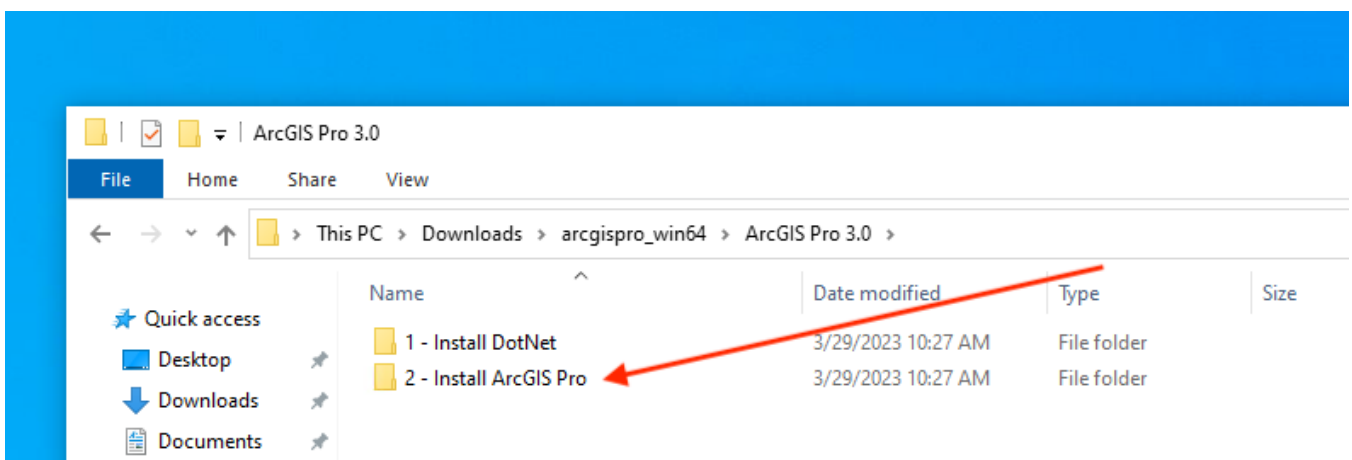 ArcGIS Pro 3.0
File Home Share View
This PC > Downloads > arcgispro_win64 > ArcGIS Pro 3.0 >
Name Date modified Type Size
Quick access
1 - Install DotNet 3/29/2023 10:27 AM File folder
Desktop
2 - Install ArcGIS Pro 3/29/2023 10:27 AM File folder
Downloads
Documents